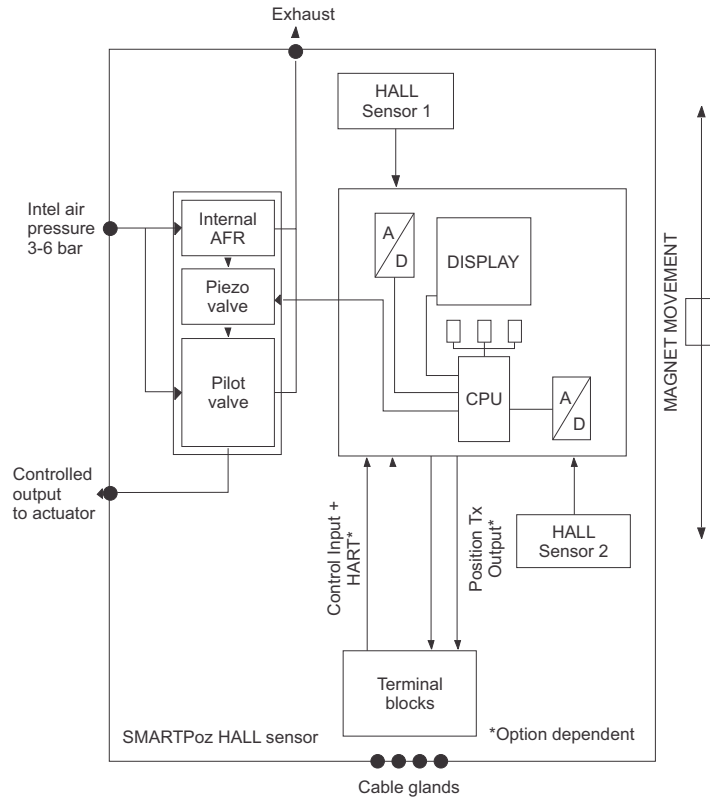 Exhaust
HALL
Sensor 1
Intel air
pressure
3-6 bar
Internal
AFR
A
D
DISPLAY
Piezo
valve
MAGNET MOVEMENT
Pilot
valve
CPU
A
D
Controlled
output
to actuator
Control Input +
HART*
Position Tx
Output*
HALL
Sensor 2
Terminal
blocks
SMARTPoz HALL sensor
*Option dependent
Cable glands